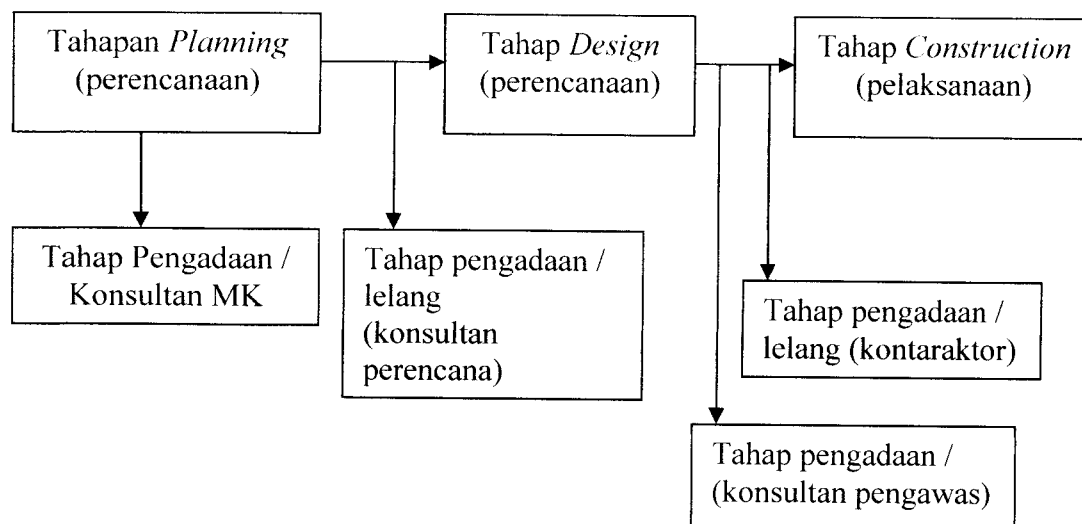 Tahapan Planning
(perencanaan)
Tahap Design
(perencanaan)
Tahap Construction
(pelaksanaan)
Tahap Pengadaan /
Konsultan MK
Tahap pengadaan /
lelang
(konsultan
perencana)
Tahap pengadaan /
lelang (kontaraktor)
Tahap pengadaan /
(konsultan pengawas)